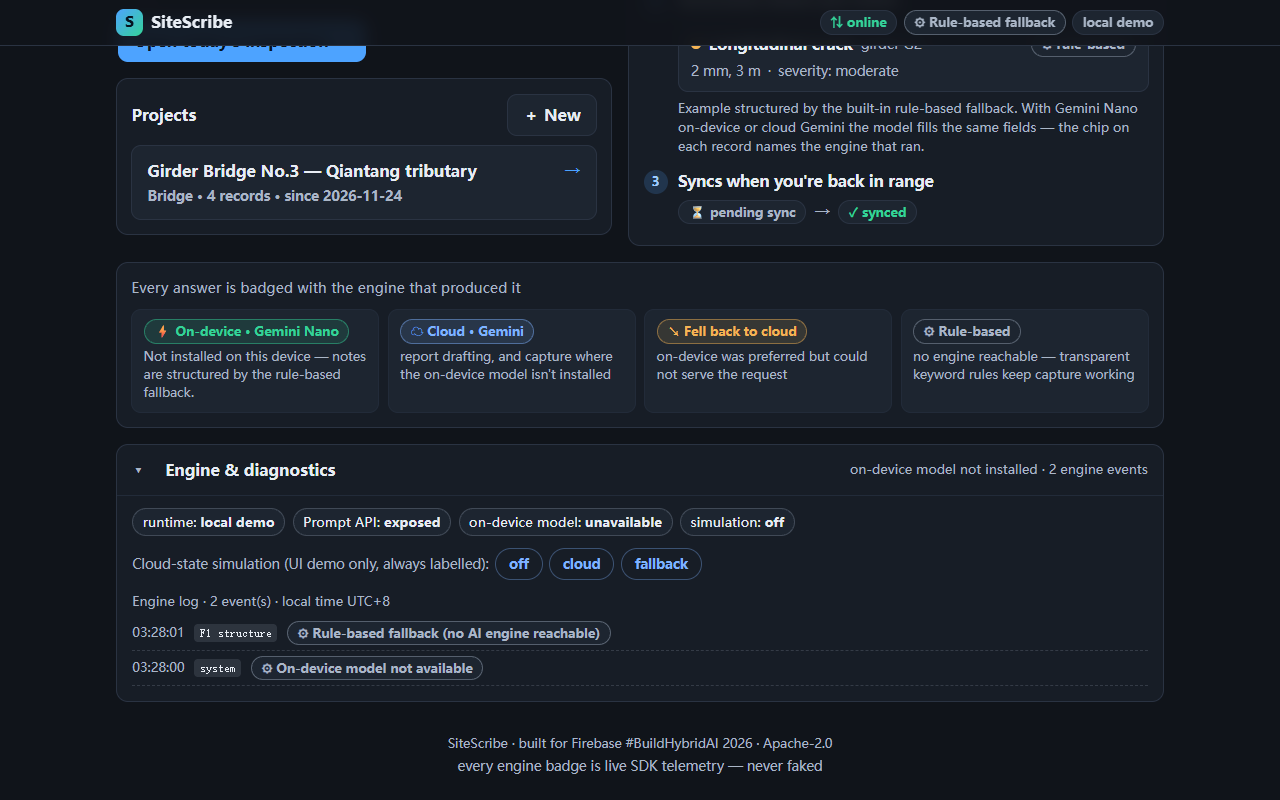 S SiteScribe
⇅ online
⚙ Rule-based fallback
local demo
Open today's inspection
Projects
+ New
Girder Bridge No.3 — Qiantang tributary →
Bridge • 4 records • since 2026-11-24
Longitudinal crack girder G2
⚙ rule-based
2 mm, 3 m · severity: moderate
Example structured by the built-in rule-based fallback. With Gemini Nano
on-device or cloud Gemini the model fills the same fields — the chip on
each record names the engine that ran.
3 Syncs when you're back in range
⏳ pending sync → ✓ synced
Every answer is badged with the engine that produced it
⚡ On-device • Gemini Nano
Not installed on this device — notes
are structured by the rule-based
fallback.
☁ Cloud • Gemini
report drafting, and capture where
the on-device model isn't installed
↘ Fell back to cloud
on-device was preferred but could
not serve the request
⚙ Rule-based
no engine reachable — transparent
keyword rules keep capture working
▾ Engine & diagnostics
on-device model not installed · 2 engine events
runtime: local demo
Prompt API: exposed
on-device model: unavailable
simulation: off
Cloud-state simulation (UI demo only, always labelled): off cloud fallback
Engine log · 2 event(s) · local time UTC+8
03:28:01 F1 structure ⚙ Rule-based fallback (no AI engine reachable)
03:28:00 system ⚙ On-device model not available
SiteScribe · built for Firebase #BuildHybridAI 2026 · Apache-2.0
every engine badge is live SDK telemetry — never faked